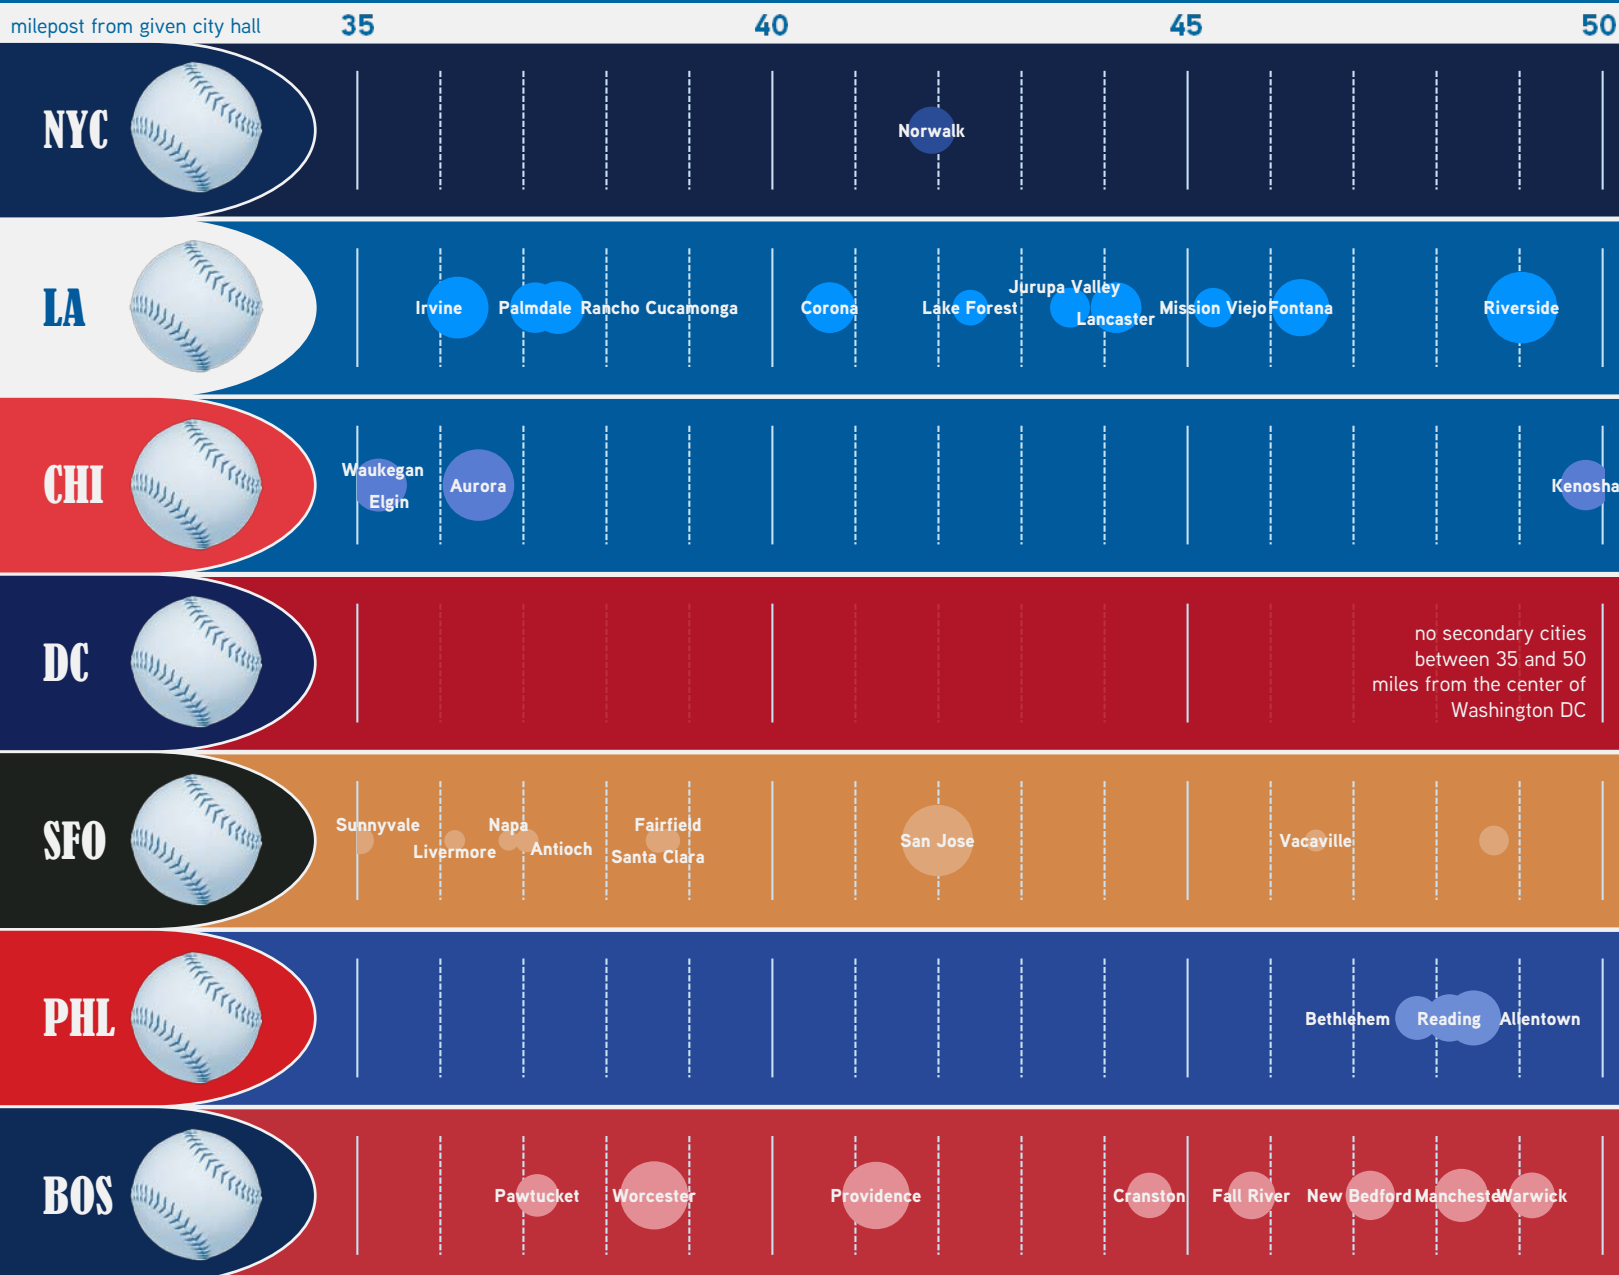 milepost from given city hall 35 40 45 50
NYC
Norwalk
LA
Irvine Palmdale Rancho Cucamonga Corona Lake Forest Jurupa Valley Lancaster Mission Viejo Fontana Riverside
CHI
Waukegan
Elgin
Aurora
Kenosha
DC
no secondary cities
between 35 and 50
miles from the center of
Washington DC
SFO
Sunnyvale
Livermore
Napa
Antioch
Fairfield
Santa Clara
San Jose
Vacaville
PHL
Bethlehem Reading Allentown
BOS
Pawtucket Worcester Providence Cranston Fall River New Bedford Manchester Warwick